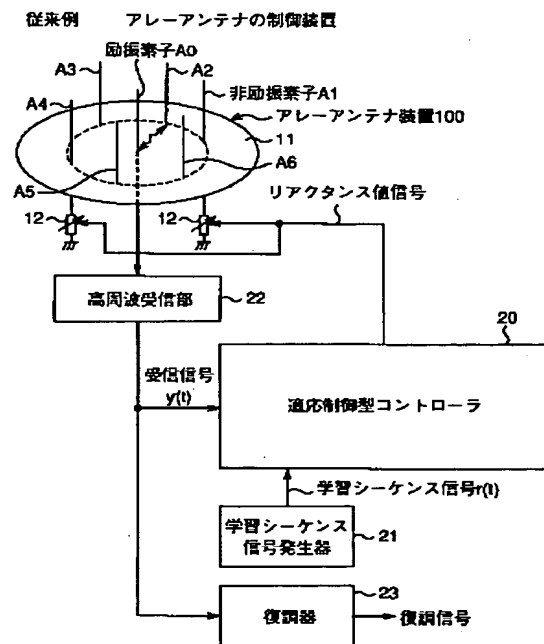 従来例 アレーアンテナの制御装置
励振素子A0
A3
A2
A4
非励振素子A1
アレーアンテナ装置100
11
A6
A5
リアクタンス値信号
12
12
高周波受信部
22
20
受信信号
y(t)
適応制御型コントローラ
学習シーケンス信号r(t)
学習シーケンス
信号発生器
21
23
復調器
復調信号